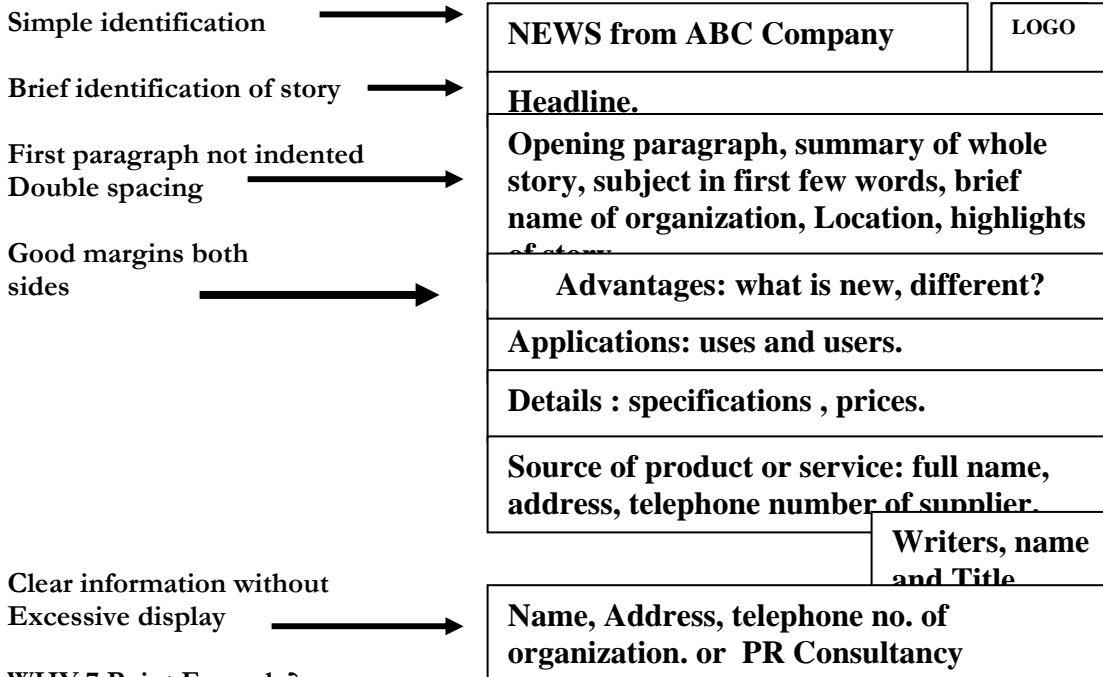 Simple identification
NEWS from ABC Company
LOGO
Brief identification of story
Headline.
First paragraph not indented
Double spacing
Opening paragraph, summary of whole
story, subject in first few words, brief
name of organization, Location, highlights
of story
Good margins both
sides
Advantages: what is new, different?
Applications: uses and users.
Details : specifications , prices.
Source of product or service: full name,
address, telephone number of supplier.
Writers, name
and Title
Clear information without
Excessive display
Name, Address, telephone no. of
organization. or PR Consultancy